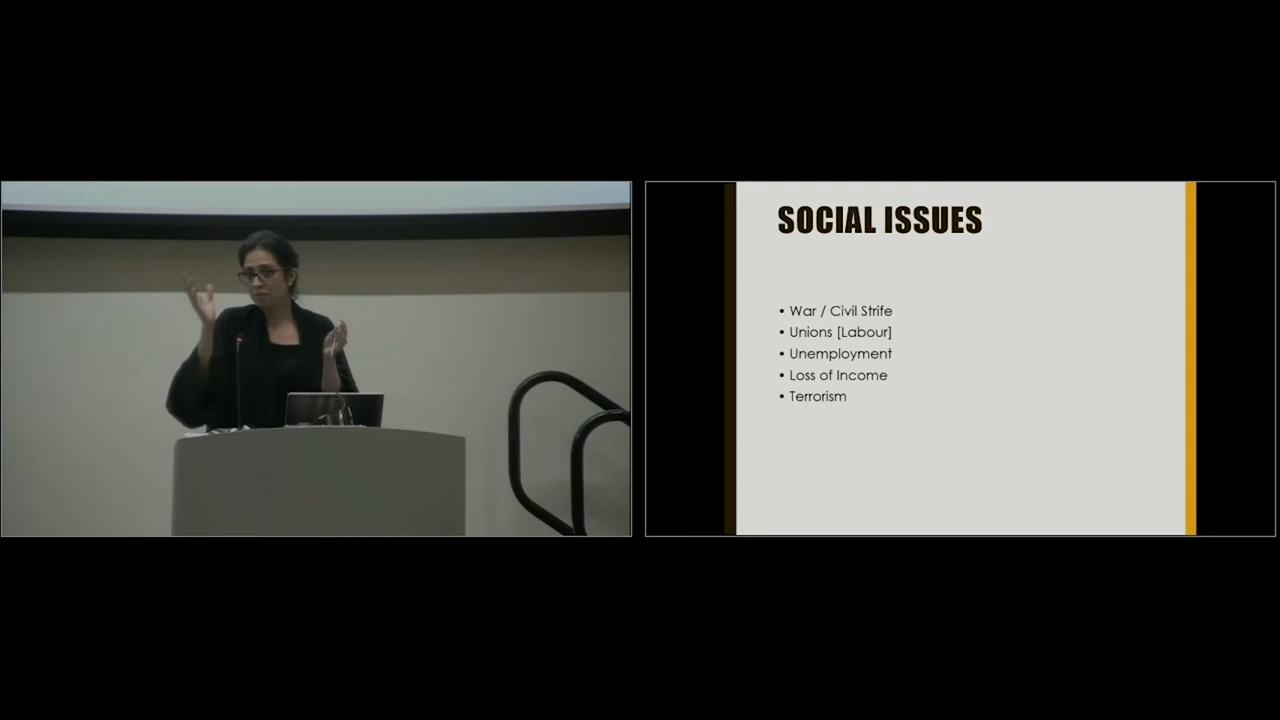 SOCIAL ISSUES
• War / Civil Strife
• Unions [Labour]
• Unemployment
• Loss of Income
• Terrorism